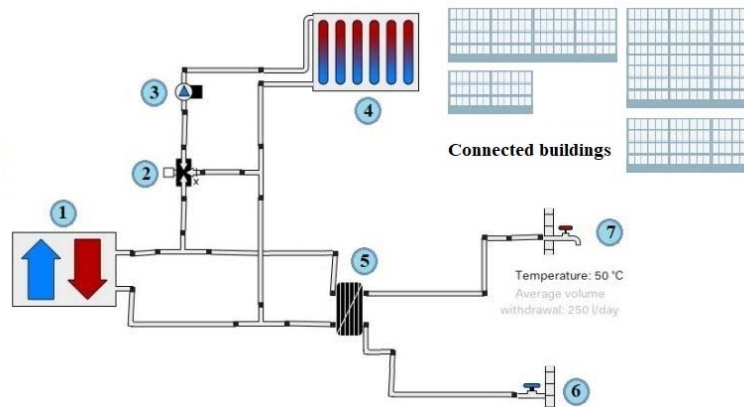 3
4
Connected buildings
2
1
5
7
Temperature: 50 °C
Average volume
withdrawal: 250 l/day
x
6